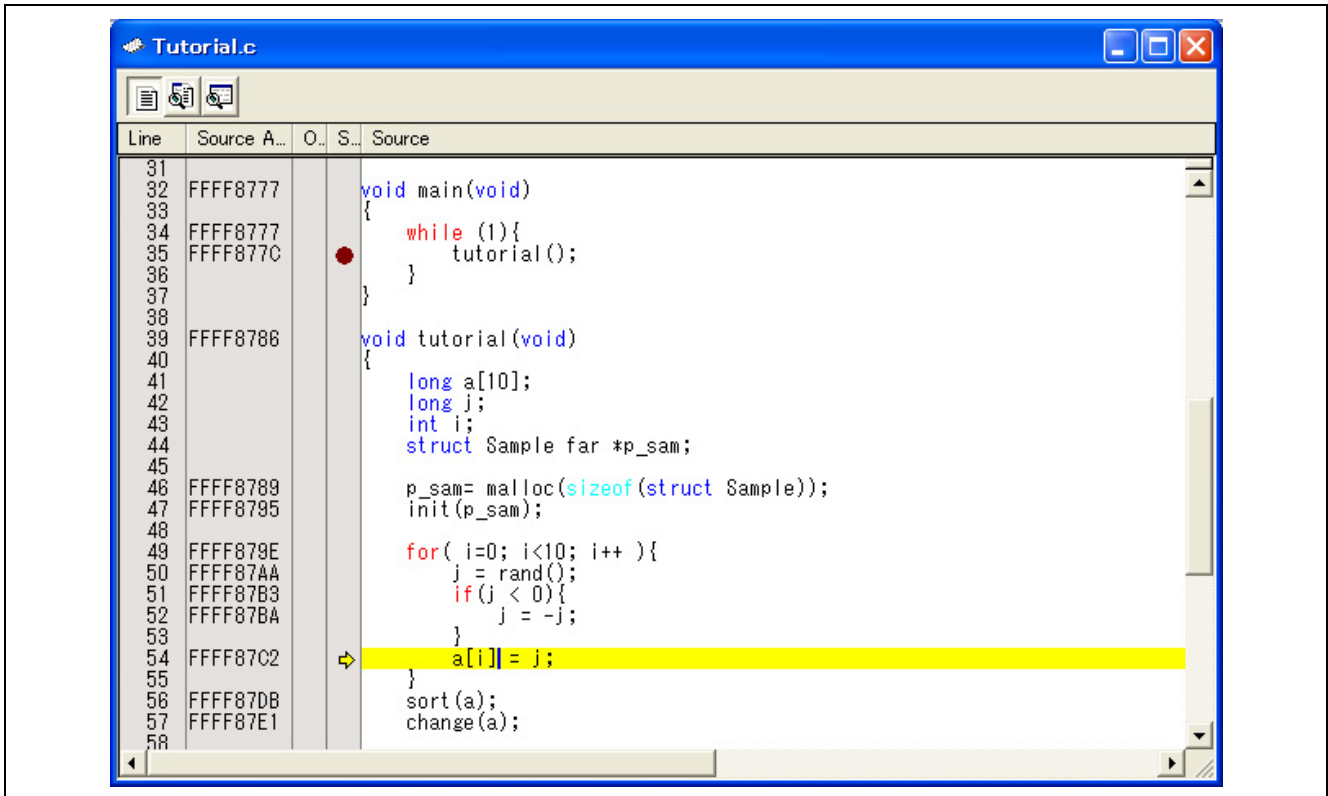 Tutorial.c
Line Source A... O.. S.. Source
31
32 FFFF8777 void main(void)
33 {
34 FFFF8777 while (1){
35 FFFF877C tutorial();
36 }
37 }
38
39 FFFF8786 void tutorial(void)
40 {
41 long a[10];
42 long j;
43 int i;
44 struct Sample far *p_sam;
45
46 FFFF8789 p_sam= malloc(sizeof(struct Sample));
47 FFFF8795 init(p_sam);
48
49 FFFF879E for( i=0; i<10; i++ ){
50 FFFF87AA j = rand();
51 FFFF87B3 if(j < 0){
52 FFFF87BA j = -j;
53 }
54 FFFF87C2 a[i] = j;
55 }
56 FFFF87DB sort(a);
57 FFFF87E1 change(a);
58